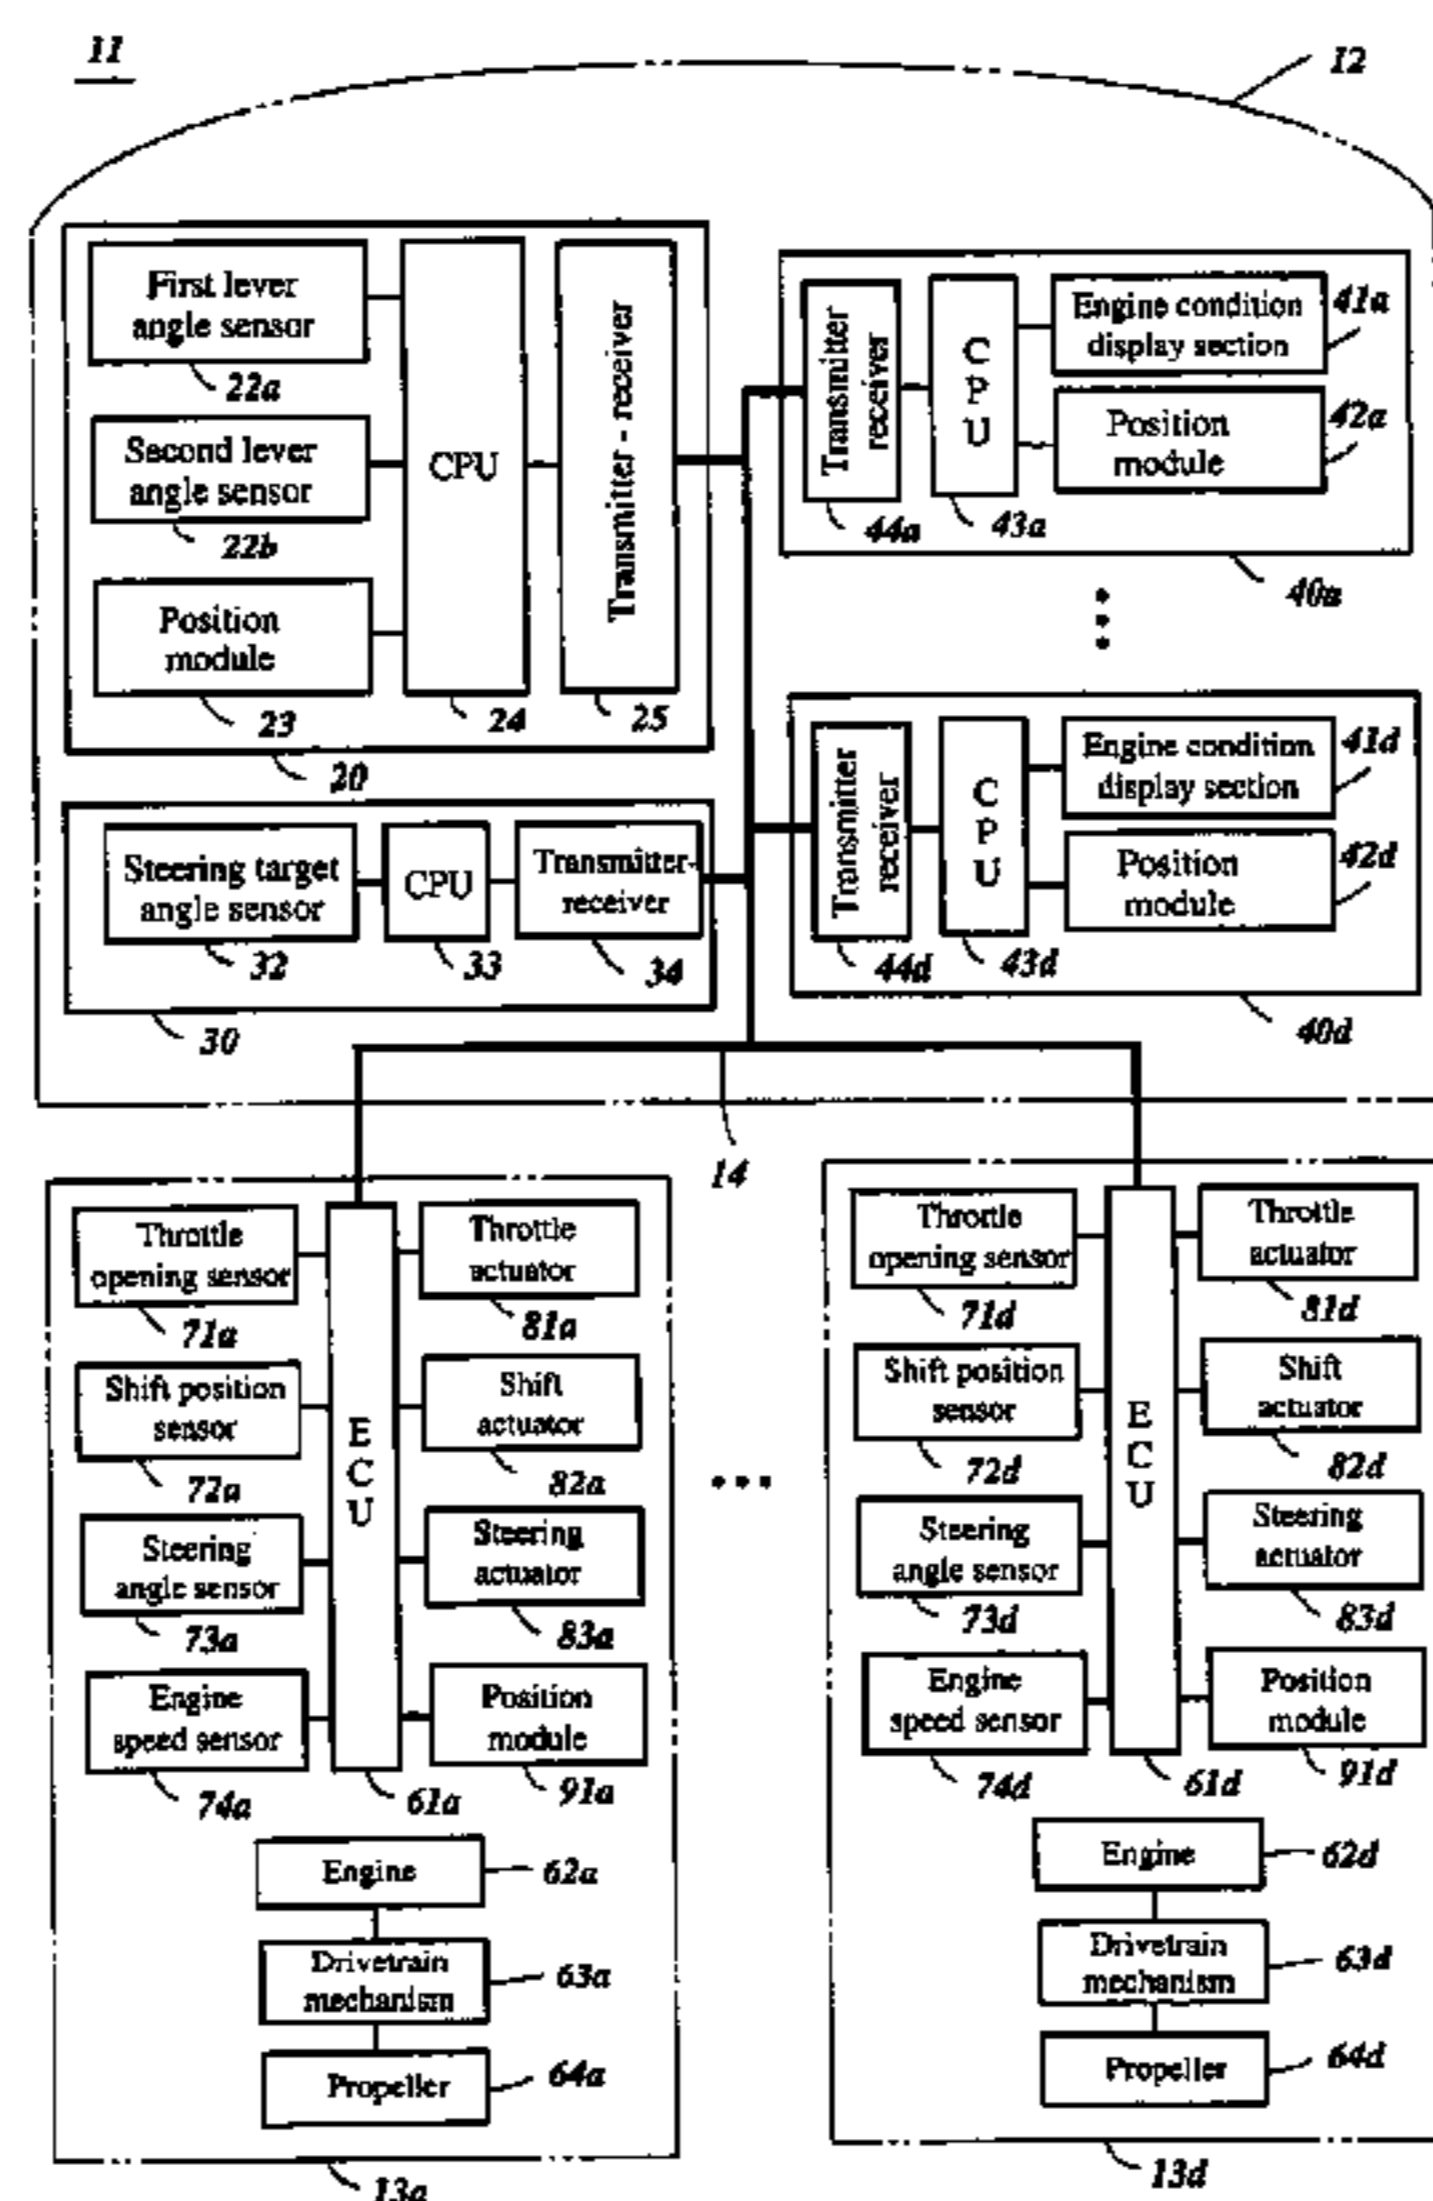 11
12
First lever
angle sensor
22a
Second lever
angle sensor
22b
Position
module
23
CPU
24
Transmitter - receiver
25
20
Transmitter
receiver
44a
CPU
43a
Engine condition
display section
41a
Position
module
42a
40a
Steering target
angle sensor
32
CPU
33
Transmitter-
receiver
34
30
Transmitter
receiver
44d
CPU
43d
Engine condition
display section
41d
Position
module
42d
40d
14
Throttle
opening sensor
71a
Shift position
sensor
72a
Steering
angle sensor
73a
Engine
speed sensor
74a
ECU
61a
Throttle
actuator
81a
Shift
actuator
82a
Steering
actuator
83a
Position
module
91a
Engine
62a
Drivetrain
mechanism
63a
Propeller
64a
13a
Throttle
opening sensor
71d
Shift position
sensor
72d
Steering
angle sensor
73d
Engine
speed sensor
74d
ECU
61d
Throttle
actuator
81d
Shift
actuator
82d
Steering
actuator
83d
Position
module
91d
Engine
62d
Drivetrain
mechanism
63d
Propeller
64d
13d